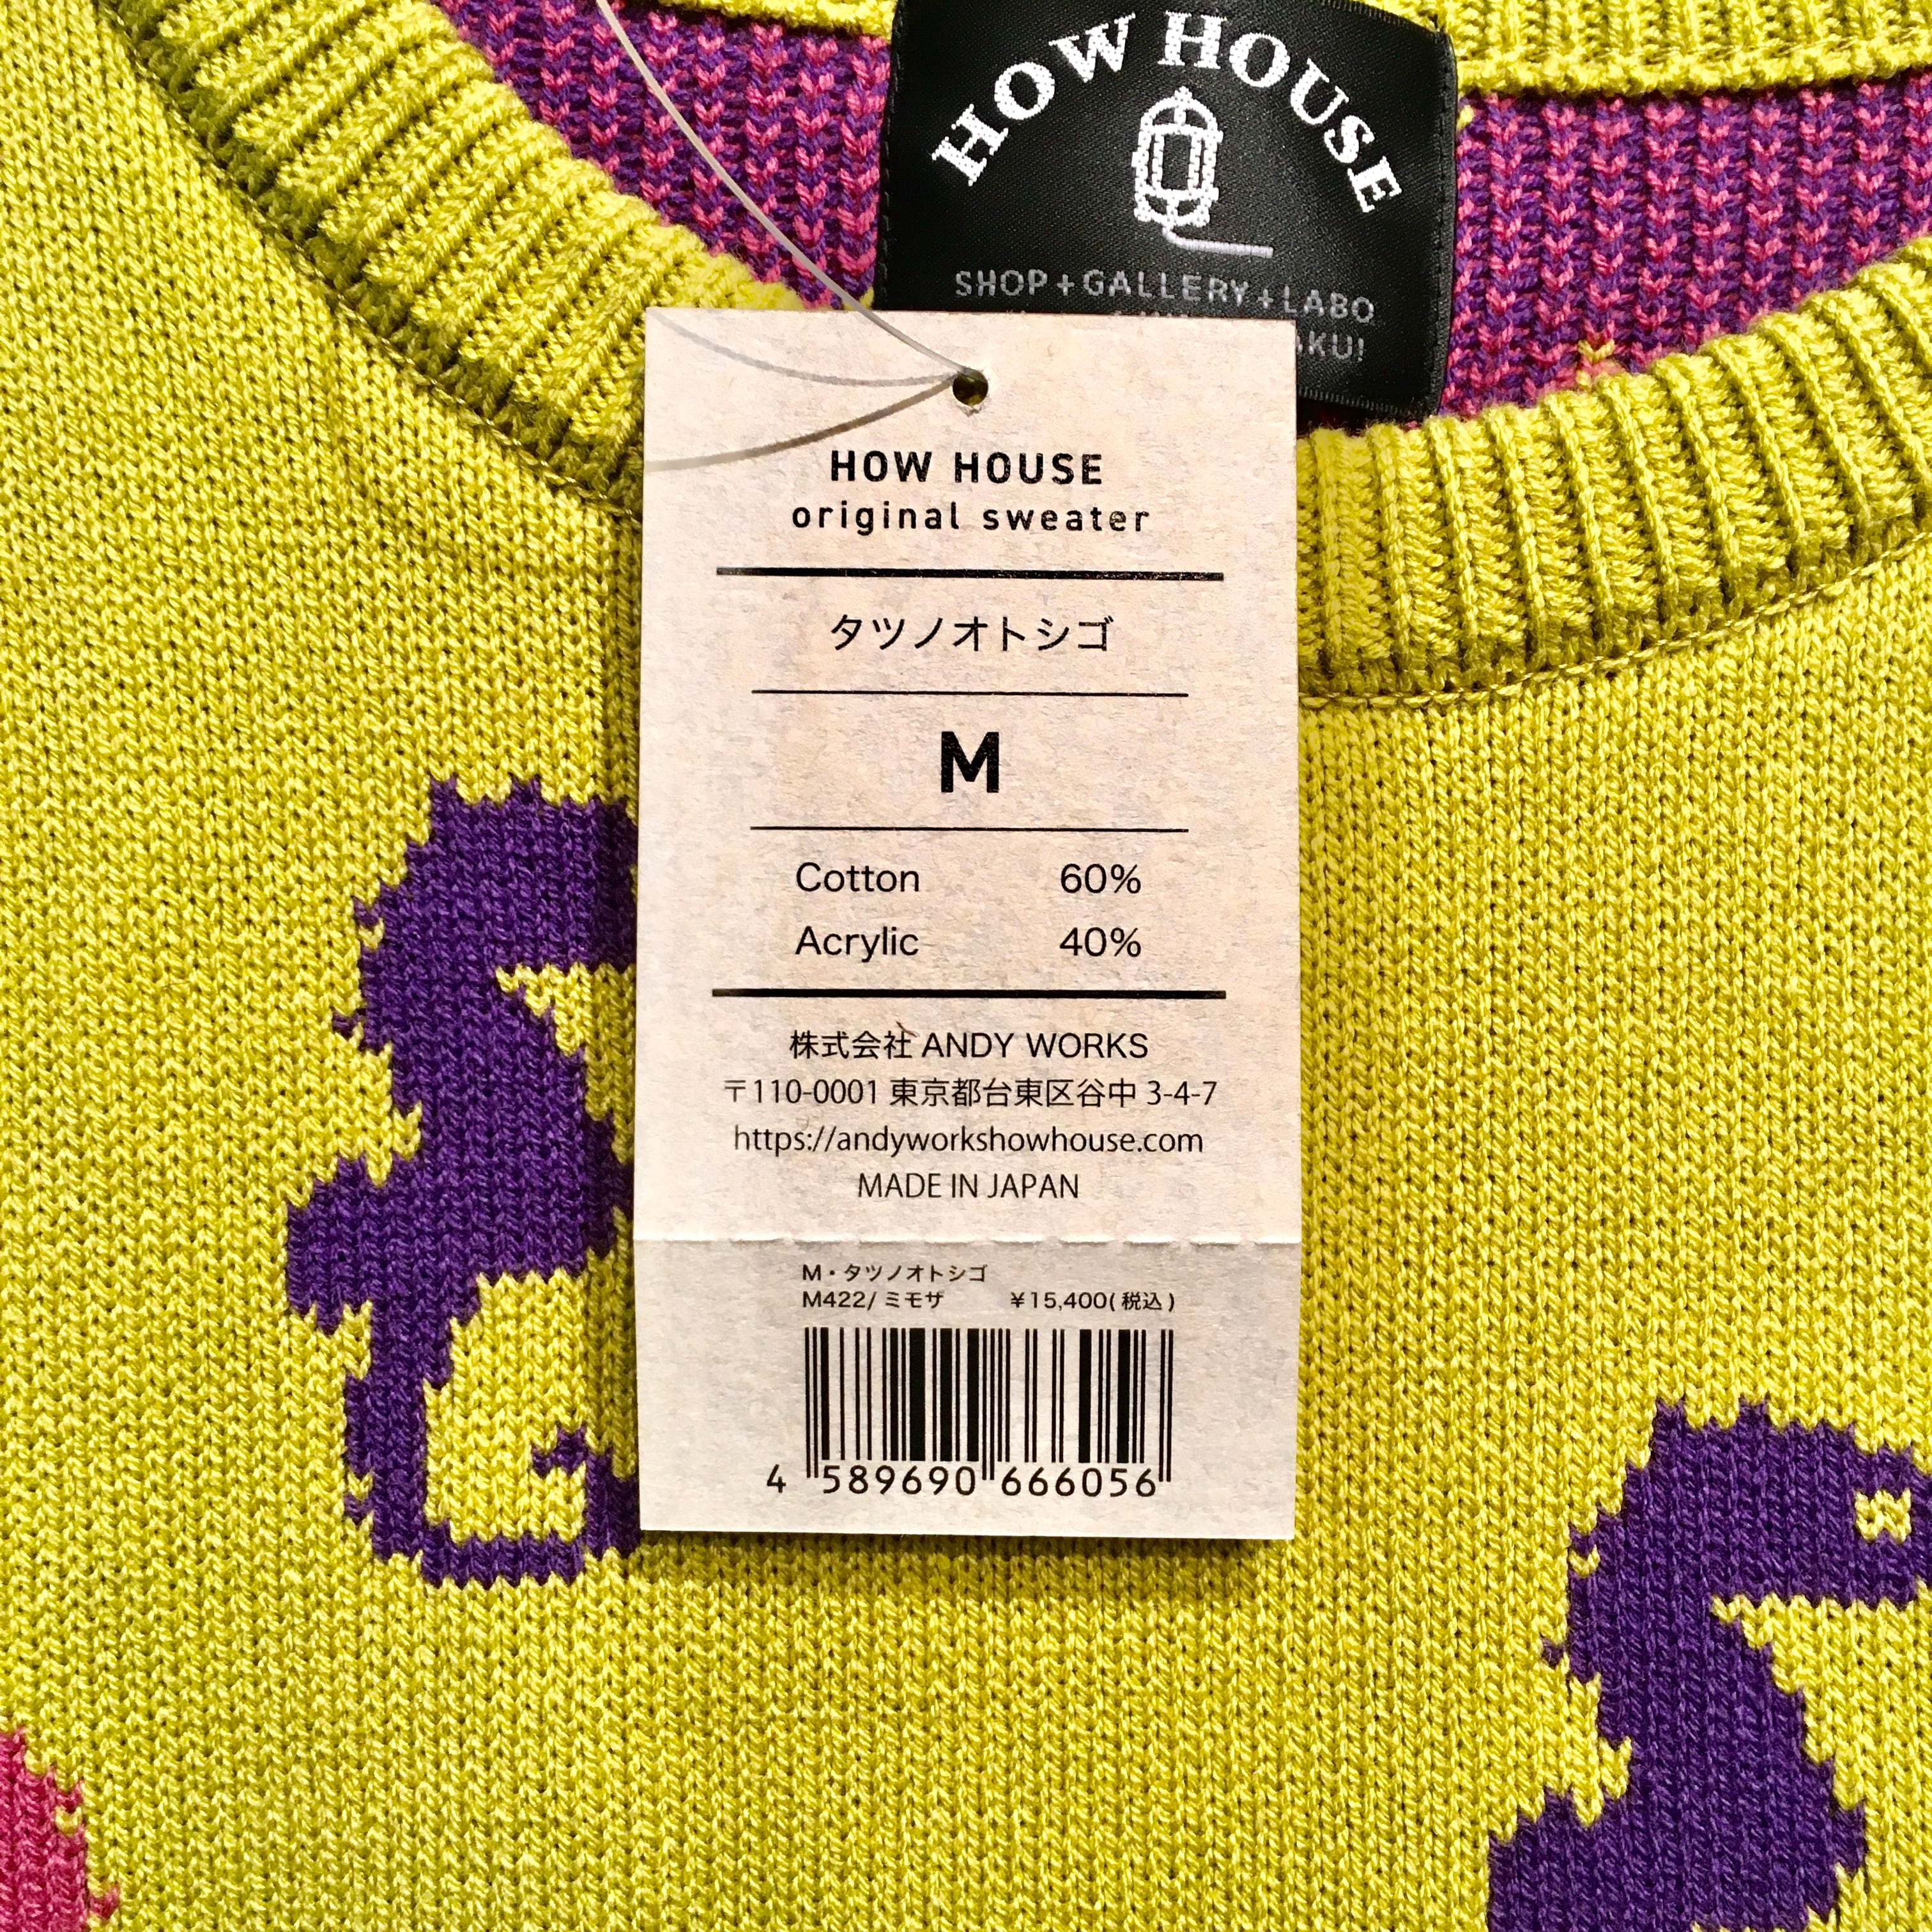 HOW HOUSE
SHOP+GALLERY+LABO
HOW HOUSE
original sweater
タツノオトシゴ
M
Cotton 60%
Acrylic 40%
株式会社 ANDY WORKS
〒110-0001 東京都台東区谷中 3-4-7
https://andyworkshowhouse.com
MADE IN JAPAN
M・タツノオトシゴ
M422/ ミモザ ¥15,400(税込)
4 589690 666056